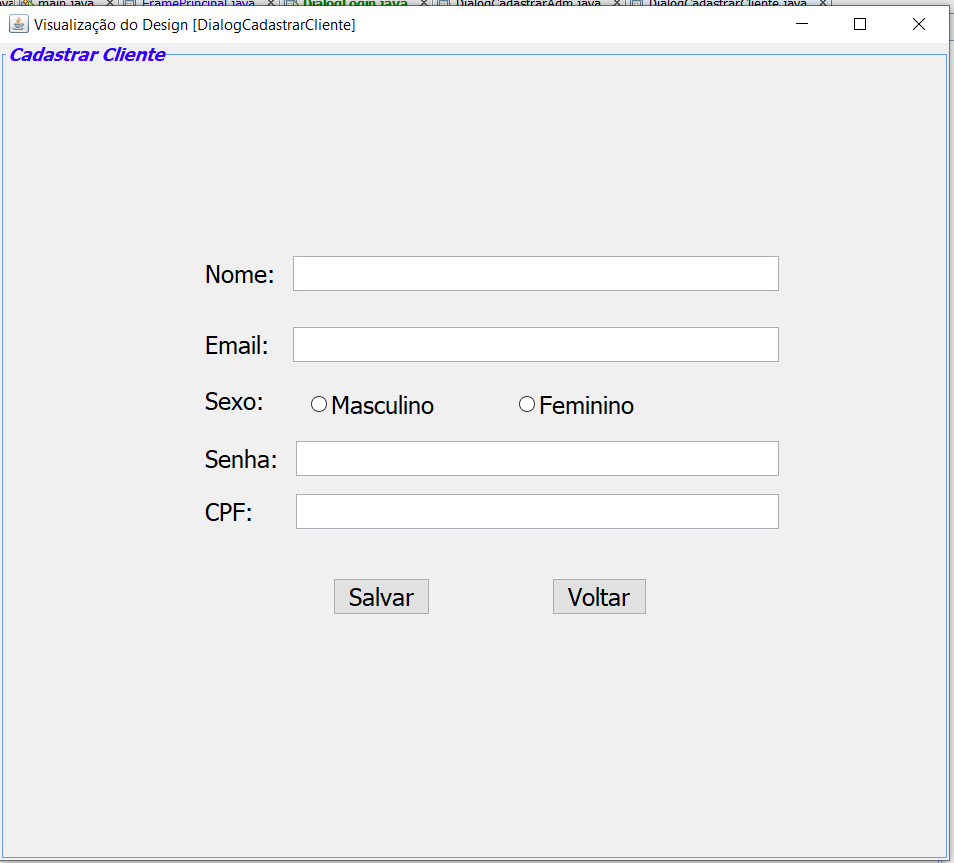 main.java FramePrincipal.java DialogLogin.java DialogCadastrarAdm.java DialogCadastrarCliente.java
Visualização do Design [DialogCadastrarCliente]
Cadastrar Cliente
Nome:
Email:
Sexo: Masculino Feminino
Senha:
CPF:
Salvar Voltar